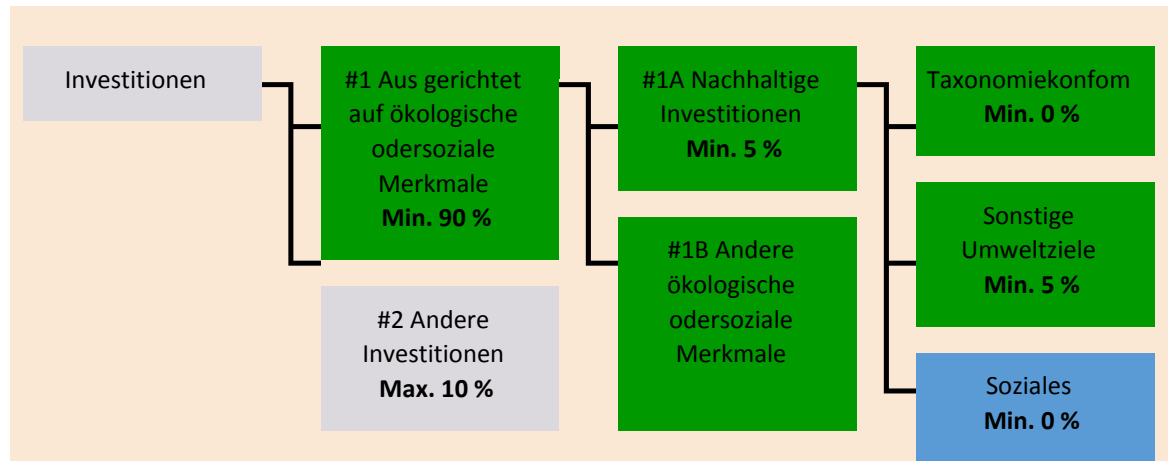 Investitionen
#1 Aus gerichtet
auf ökologische
odersoziale
Merkmale
Min. 90 %
#2 Andere
Investitionen
Max. 10 %
#1A Nachhaltige
Investitionen
Min. 5 %
#1B Andere
ökologische
odersoziale
Merkmale
Taxonomiekonfom
Min. 0 %
Sonstige
Umweltziele
Min. 5 %
Soziales
Min. 0 %